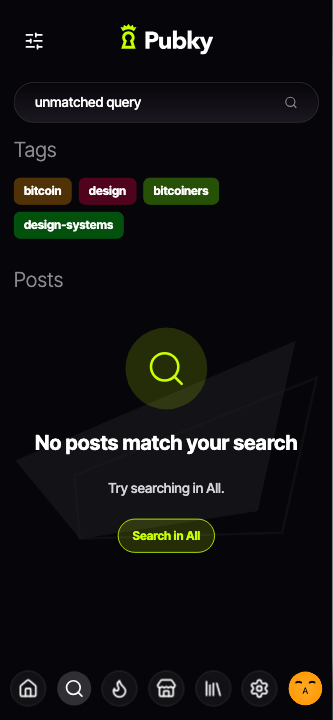 Pubky
unmatched query
Tags
bitcoin design bitcoiners
design-systems
Posts
No posts match your search
Try searching in All.
Search in All
A